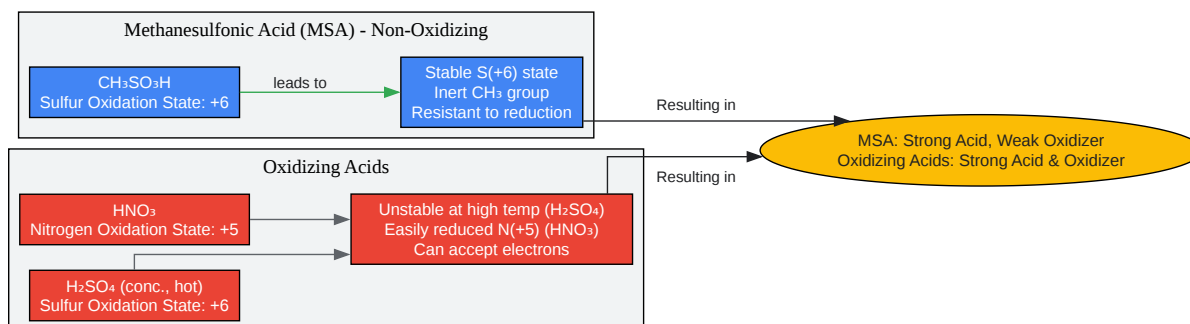 Methanesulfonic Acid (MSA) - Non-Oxidizing
CH₃SO₃H
Sulfur Oxidation State: +6
leads to
Stable S(+6) state
Inert CH₃ group
Resistant to reduction
Resulting in
MSA: Strong Acid, Weak Oxidizer
Oxidizing Acids: Strong Acid & Oxidizer
Resulting in
Oxidizing Acids
HNO₃
Nitrogen Oxidation State: +5
Unstable at high temp (H₂SO₄)
Easily reduced N(+5) (HNO₃)
Can accept electrons
H₂SO₄ (conc., hot)
Sulfur Oxidation State: +6